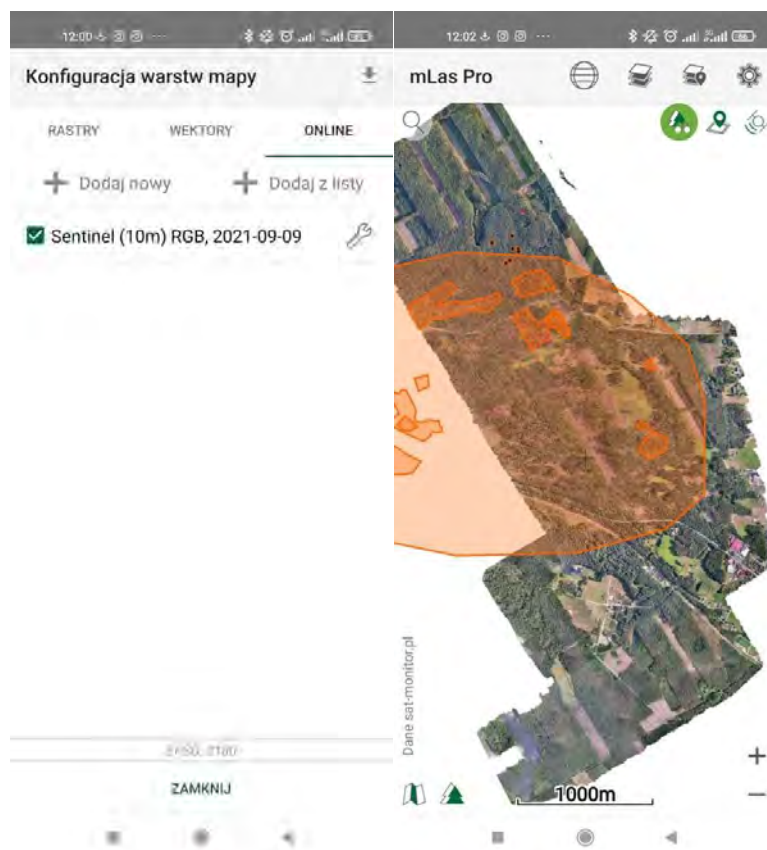 12:00
Konfiguracja warstw mapy
RASTRY WEKTORY ONLINE
Dodaj nowy Dodaj z listy
Sentinel (10m) RGB, 2021-09-09
ZAMKNIJ
12:02
mLas Pro
Dane sat-monitor.pl
1000m